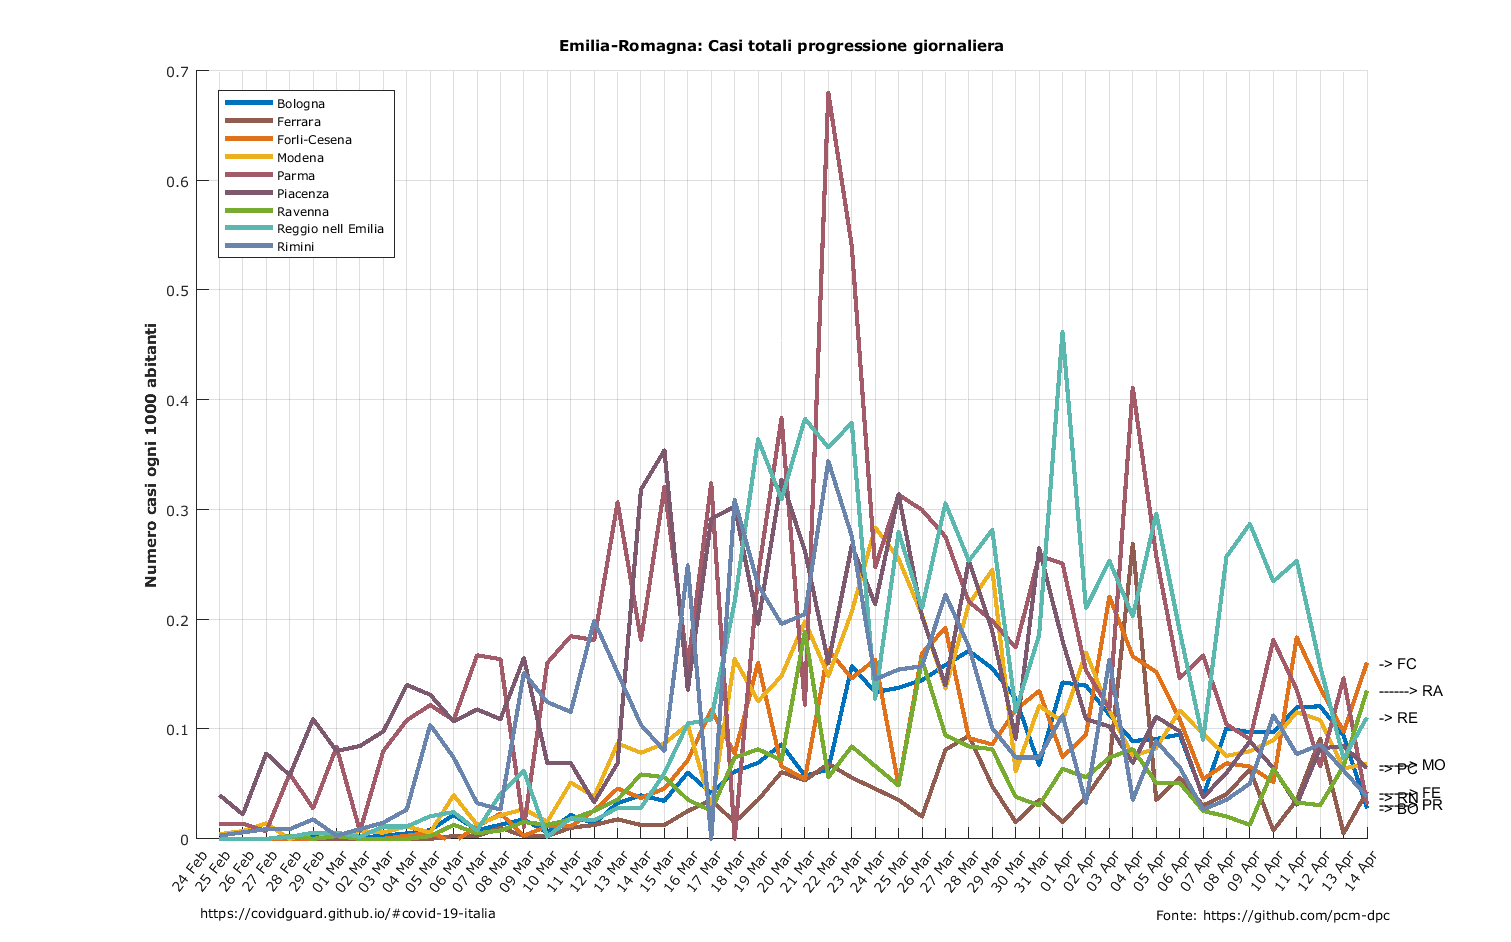 Emilia-Romagna: Casi totali progressione giornaliera
0.7
0.6
0.5
0.4
0.3
0.2
0.1
0
Numero casi ogni 1000 abitanti
Bologna
Ferrara
Forli-Cesena
Modena
Parma
Piacenza
Ravenna
Reggio nell Emilia
Rimini
-> FC
------> RA
-> RE
------> MO
-> PC
------> FE
-> RN
------> PR
-> BO
24 Feb
25 Feb
26 Feb
27 Feb
28 Feb
29 Feb
01 Mar
02 Mar
03 Mar
04 Mar
05 Mar
06 Mar
07 Mar
08 Mar
09 Mar
10 Mar
11 Mar
12 Mar
13 Mar
14 Mar
15 Mar
16 Mar
17 Mar
18 Mar
19 Mar
20 Mar
21 Mar
22 Mar
23 Mar
24 Mar
25 Mar
26 Mar
27 Mar
28 Mar
29 Mar
30 Mar
31 Mar
01 Apr
02 Apr
03 Apr
04 Apr
05 Apr
06 Apr
07 Apr
08 Apr
09 Apr
10 Apr
11 Apr
12 Apr
13 Apr
14 Apr
https://covidguard.github.io/#covid-19-italia
Fonte: https://github.com/pcm-dpc